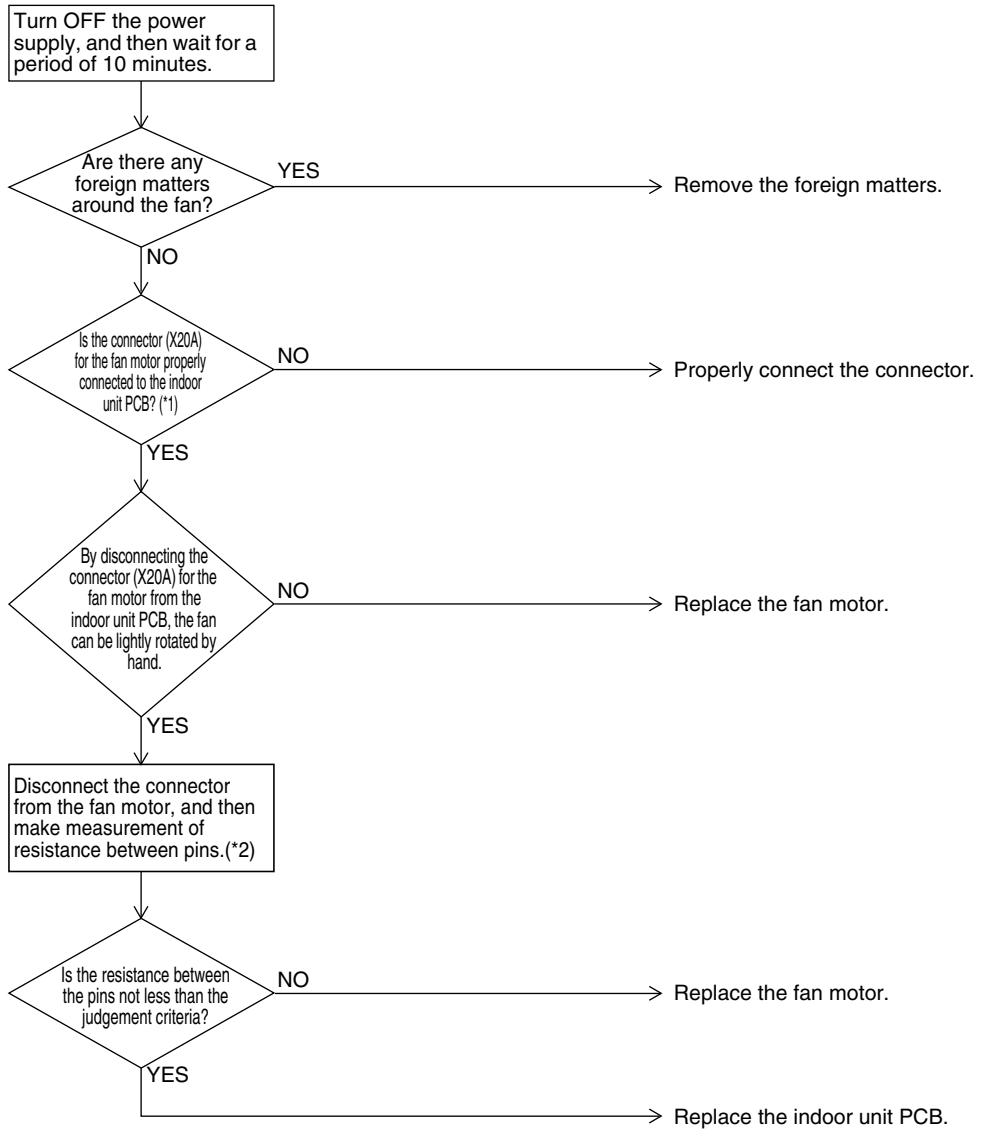 Turn OFF the power
supply, and then wait for a
period of 10 minutes.
Are there any
foreign matters
around the fan?
YES
Remove the foreign matters.
NO
Is the connector (X20A)
for the fan motor properly
connected to the indoor
unit PCB? (*1)
NO
Properly connect the connector.
YES
By disconnecting the
connector (X20A) for the
fan motor from the
indoor unit PCB, the fan
can be lightly rotated by
hand.
NO
Replace the fan motor.
YES
Disconnect the connector
from the fan motor, and then
make measurement of
resistance between pins.(*2)
Is the resistance between
the pins not less than the
judgement criteria?
NO
Replace the fan motor.
YES
Replace the indoor unit PCB.